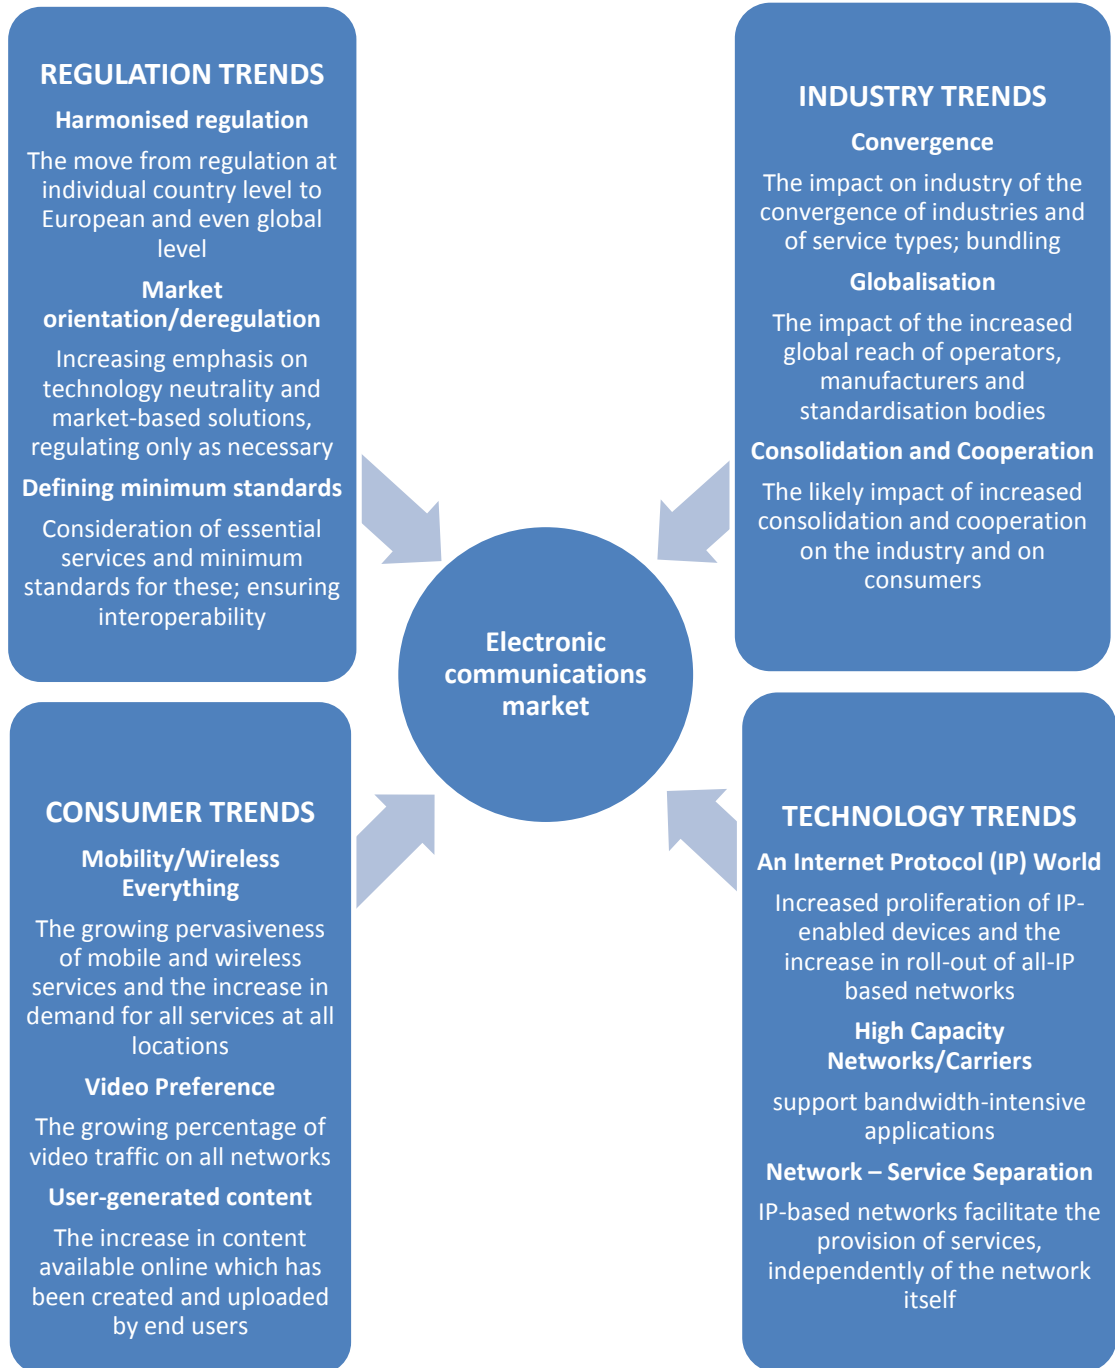 REGULATION TRENDS
Harmonised regulation
The move from regulation at
individual country level to
European and even global
level
Market
orientation/deregulation
Increasing emphasis on
technology neutrality and
market-based solutions,
regulating only as necessary
Defining minimum standards
Consideration of essential
services and minimum
standards for these; ensuring
interoperability
INDUSTRY TRENDS
Convergence
The impact on industry of the
convergence of industries and
of service types; bundling
Globalisation
The impact of the increased
global reach of operators,
manufacturers and
standardisation bodies
Consolidation and Cooperation
The likely impact of increased
consolidation and cooperation
on the industry and on
consumers
Electronic
communications
market
CONSUMER TRENDS
Mobility/Wireless
Everything
The growing pervasiveness
of mobile and wireless
services and the increase in
demand for all services at all
locations
Video Preference
The growing percentage of
video traffic on all networks
User-generated content
The increase in content
available online which has
been created and uploaded
by end users
TECHNOLOGY TRENDS
An Internet Protocol (IP) World
Increased proliferation of IP-
enabled devices and the
increase in roll-out of all-IP
based networks
High Capacity
Networks/Carriers
support bandwidth-intensive
applications
Network – Service Separation
IP-based networks facilitate the
provision of services,
independently of the network
itself